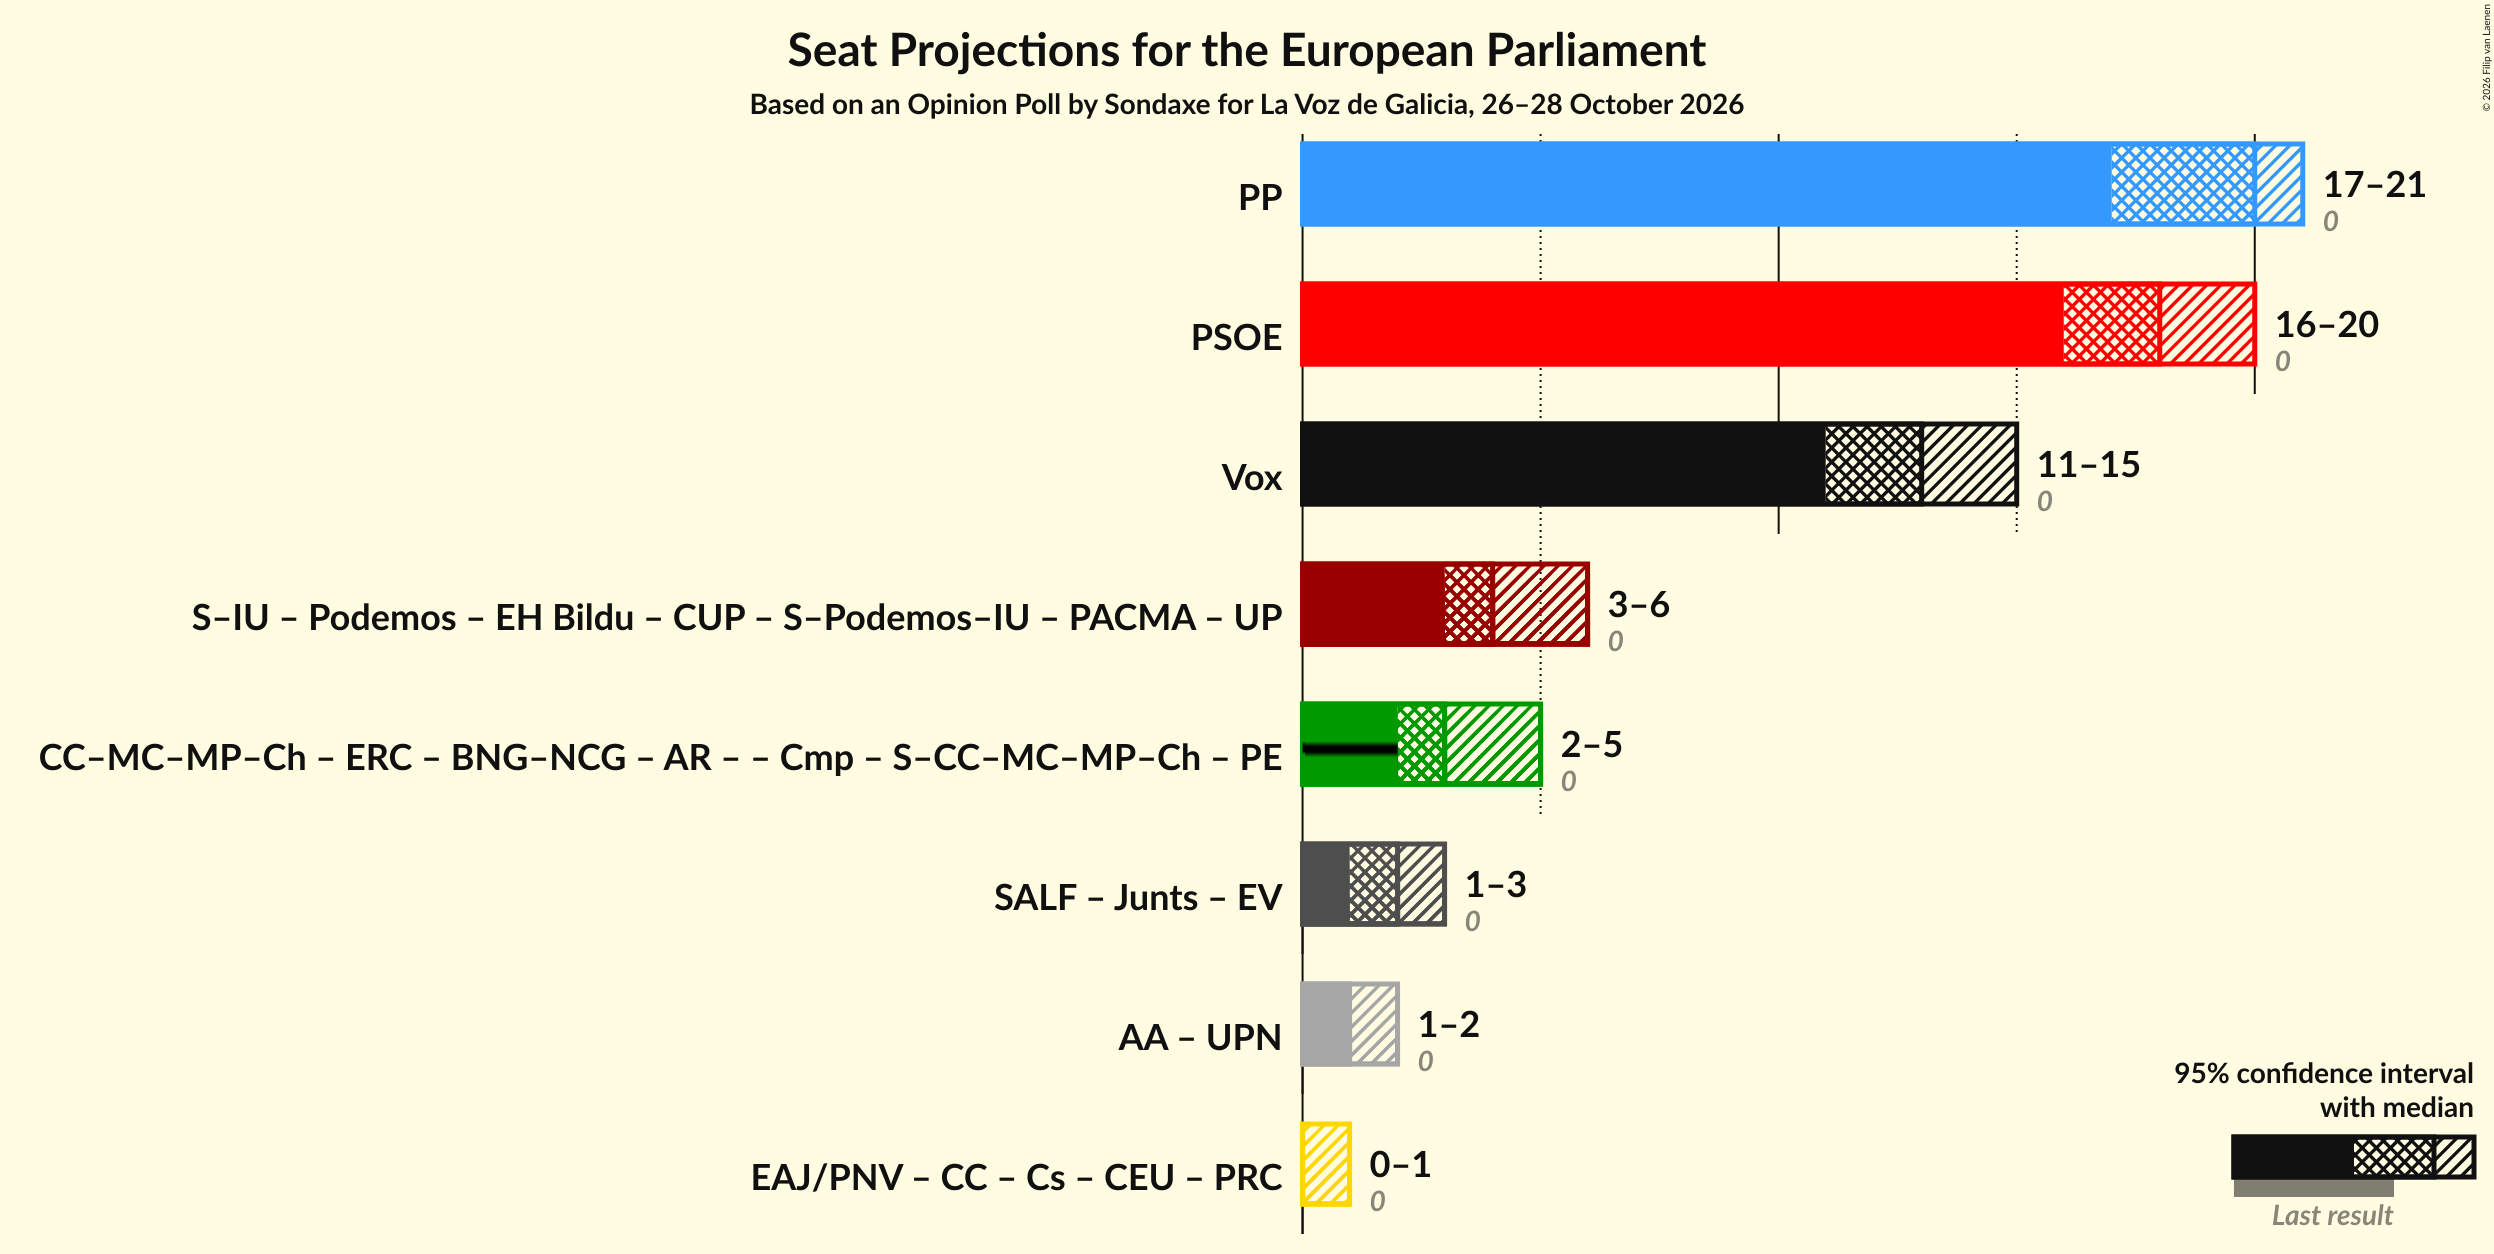 Seat Projections for the European Parliament
Based on an Opinion Poll by Sondaxe for La Voz de Galicia, 26–28 October 2026
© 2026 Filip van Laenen
PP
17–21
0
PSOE
16–20
0
Vox
11–15
0
S–IU – Podemos – EH Bildu – CUP – S–Podemos–IU – PACMA – UP
3–6
0
CC–MC–MP–Ch – ERC – BNG–NCG – AR – – Cmp – S–CC–MC–MP–Ch – PE
2–5
0
SALF – Junts – EV
1–3
0
AA – UPN
1–2
0
EAJ/PNV – CC – Cs – CEU – PRC
0–1
0
95% confidence interval
with median
Last result